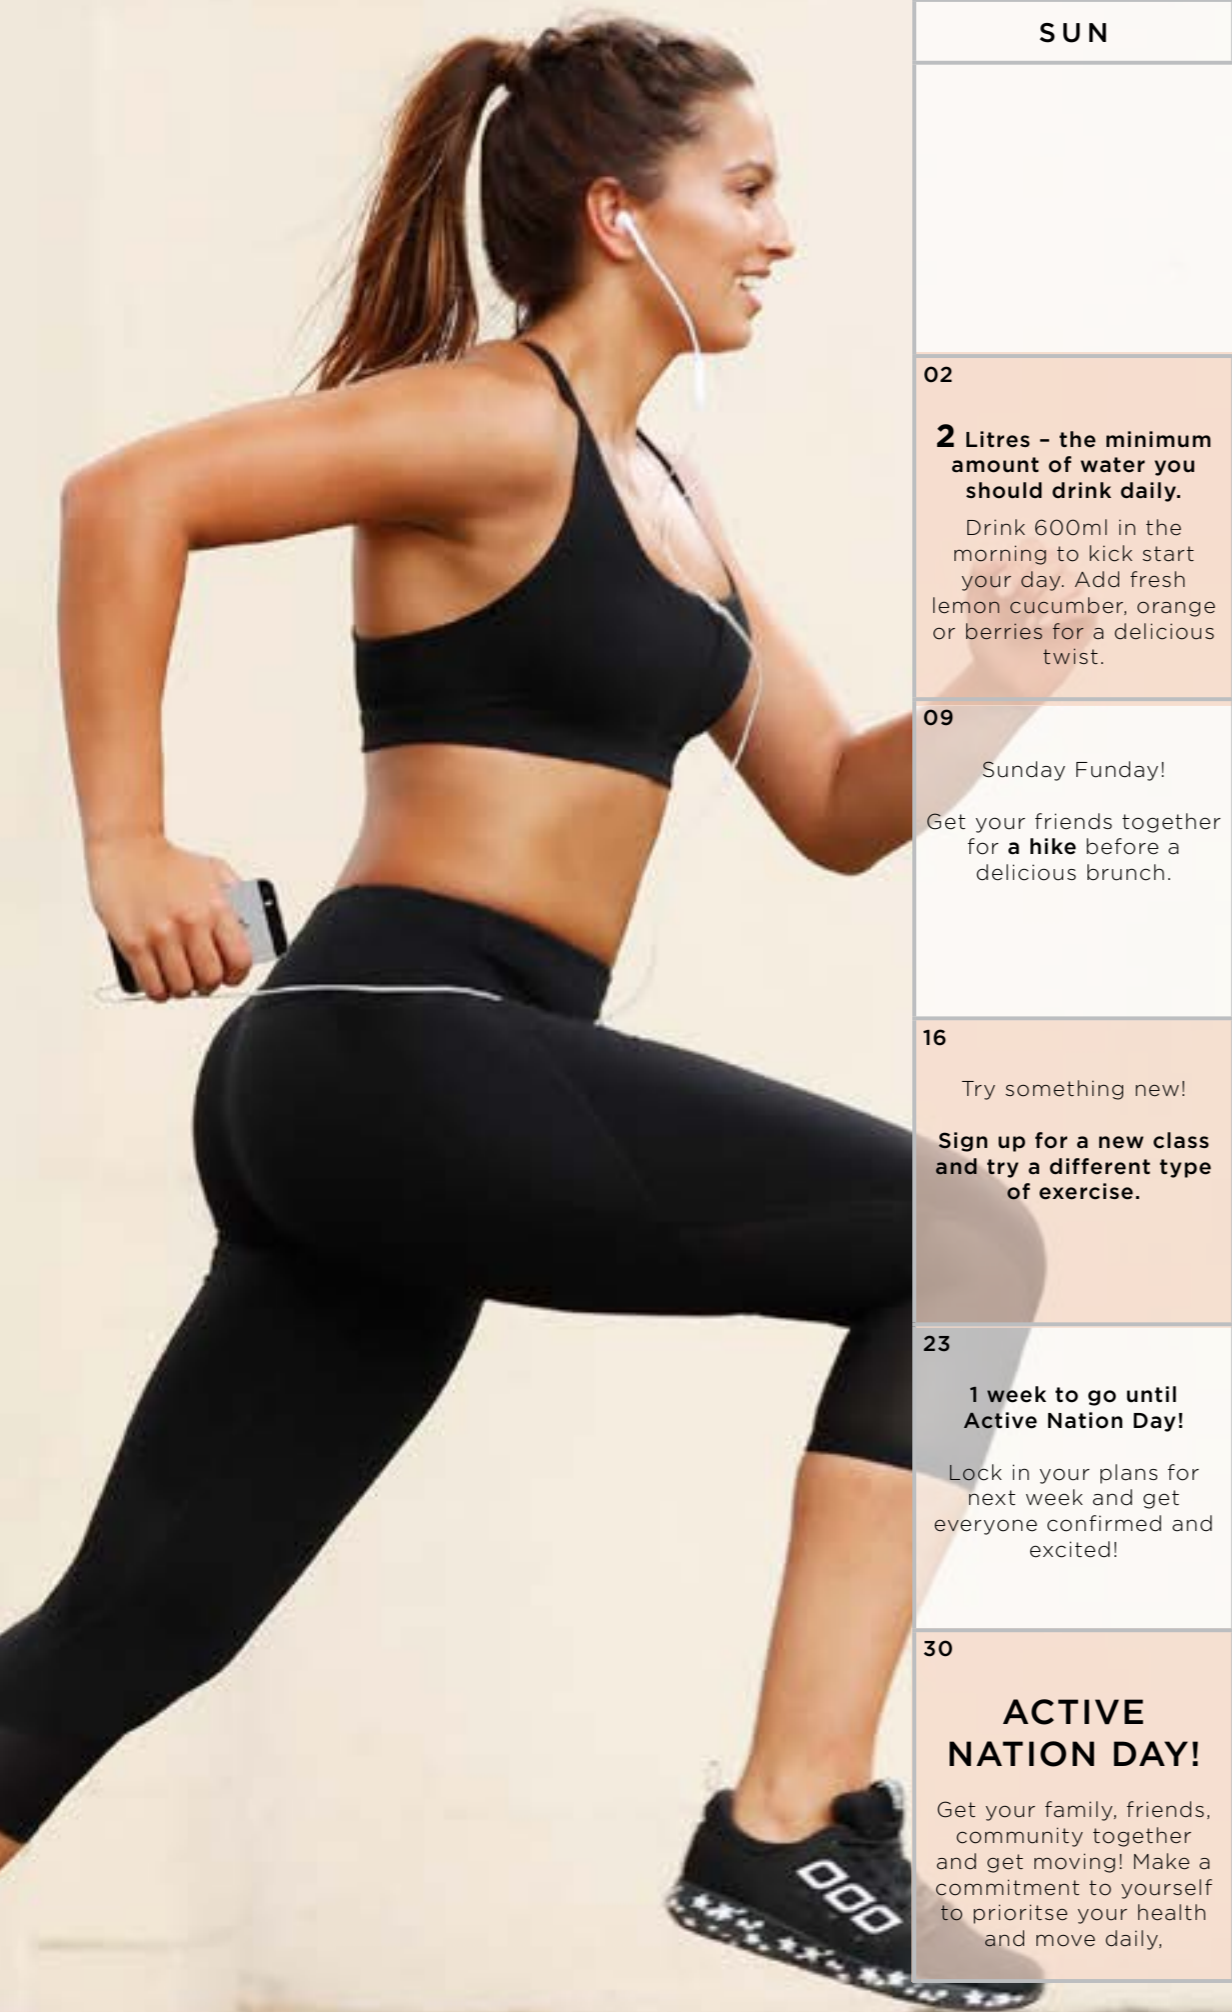 SUN
02
2 Litres – the minimum
amount of water you
should drink daily.
Drink 600ml in the
morning to kick start
your day. Add fresh
lemon cucumber, orange
or berries for a delicious
twist.
09
Sunday Funday!
Get your friends together
for a hike before a
delicious brunch.
16
Try something new!
Sign up for a new class
and try a different type
of exercise.
23
1 week to go until
Active Nation Day!
Lock in your plans for
next week and get
everyone confirmed and
excited!
30
ACTIVE
NATION DAY!
Get your family, friends,
community together
and get moving! Make a
commitment to yourself
to prioritse your health
and move daily,